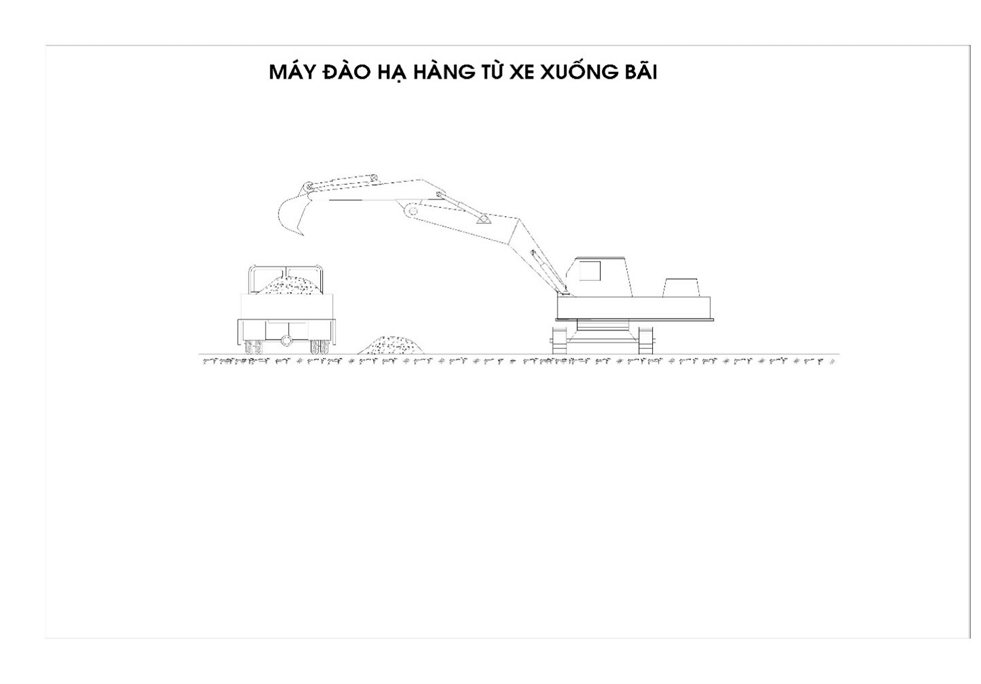 MÁY ĐÀO HẠ HÀNG TỪ XE XUỐNG BÃI